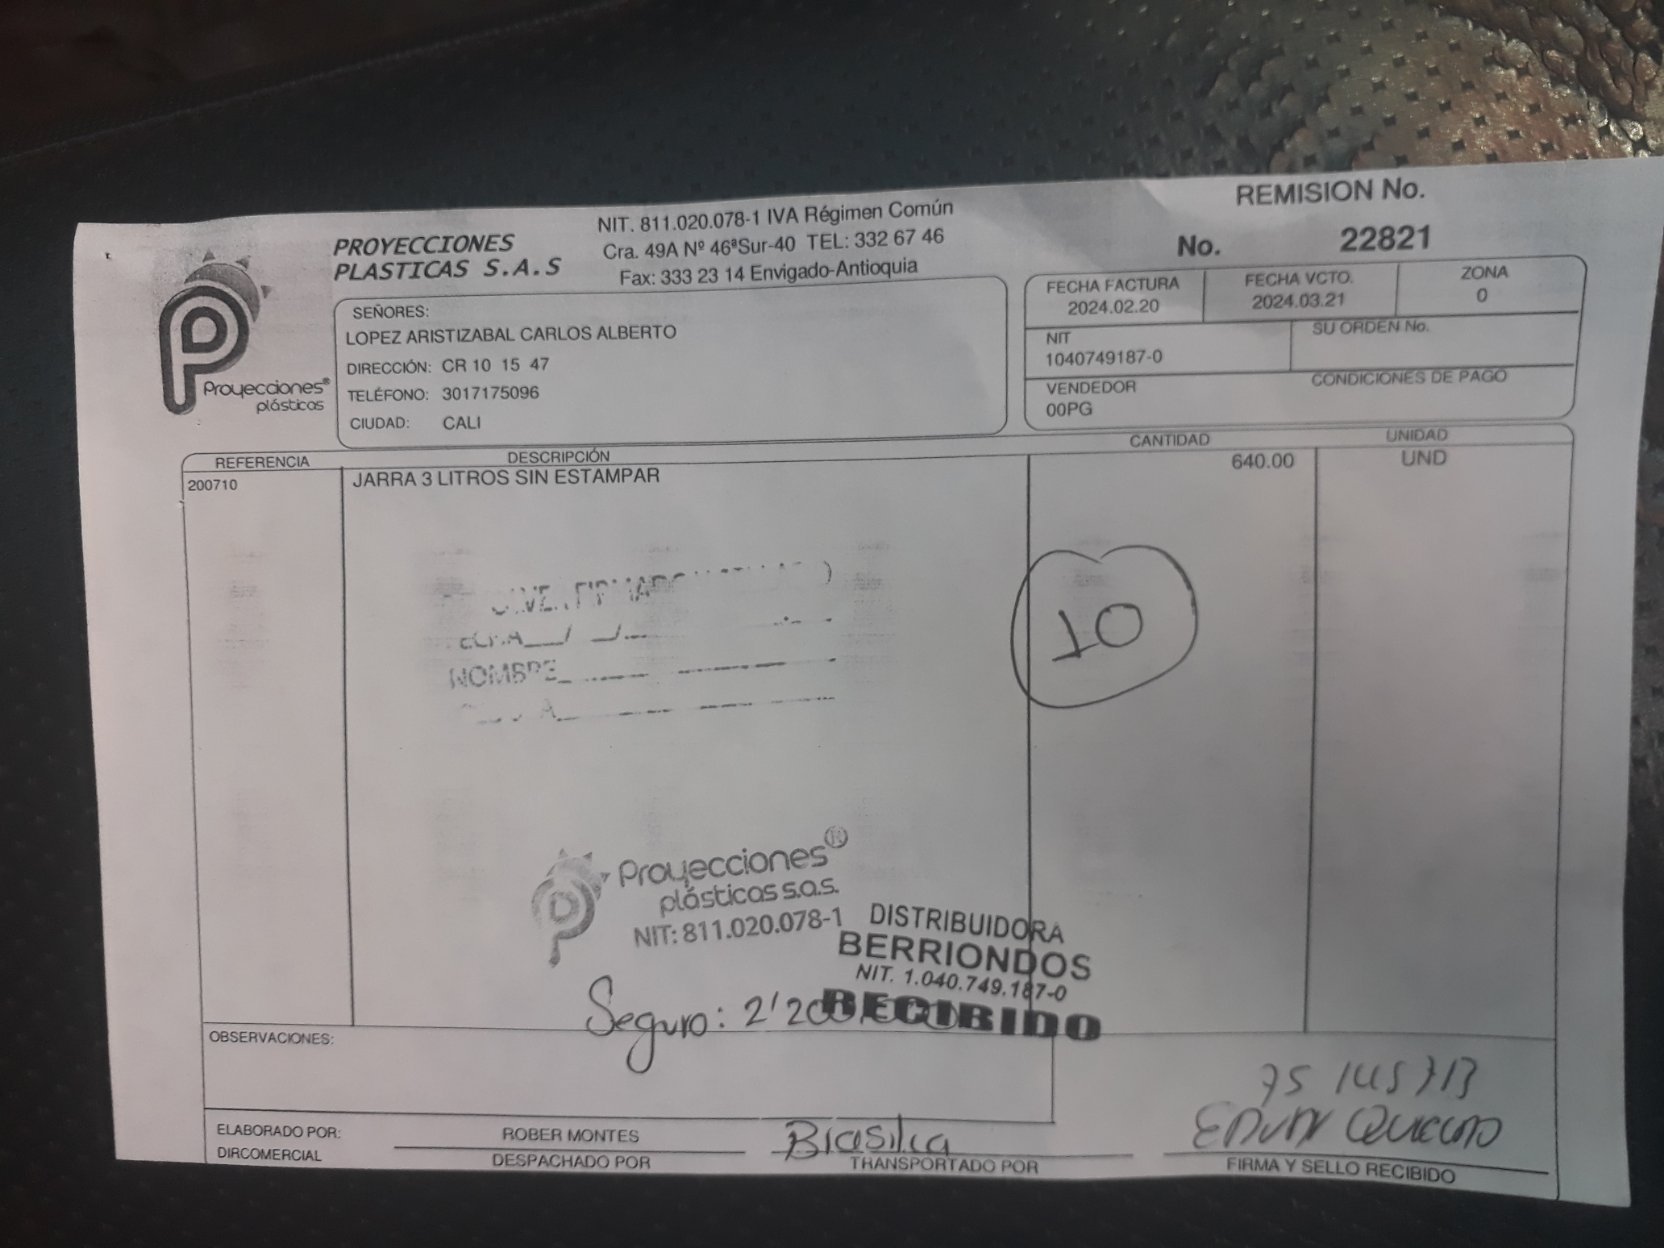 REMISION No.
No. 22821
NIT. 811.020.078-1 IVA Régimen Común
Cra. 49A Nº 46ªSur-40 TEL: 332 67 46
Fax: 333 23 14 Envigado-Antioquia
PROYECCIONES
PLASTICAS S.A.S
Proyecciones®
plásticas
SEÑORES:
LOPEZ ARISTIZABAL CARLOS ALBERTO
DIRECCIÓN: CR 10 15 47
TELÉFONO: 3017175096
CIUDAD: CALI
FECHA FACTURA FECHA VCTO. ZONA
2024.02.20 2024.03.21 0
NIT SU ORDEN No.
1040749187-0
VENDEDOR CONDICIONES DE PAGO
00PG
REFERENCIA DESCRIPCIÓN CANTIDAD UNIDAD
200710 JARRA 3 LITROS SIN ESTAMPAR 640.00 UND
10
NOMBRE
Proyecciones®
plásticas s.a.s.
NIT: 811.020.078-1
DISTRIBUIDORA
BERRIONDOS
NIT. 1.040.749.187-0
RECIBIDO
Seguro:
OBSERVACIONES:
ELABORADO POR:
DIRCOMERCIAL
ROBER MONTES
DESPACHADO POR
Brasilia
TRANSPORTADO POR
FIRMA Y SELLO RECIBIDO